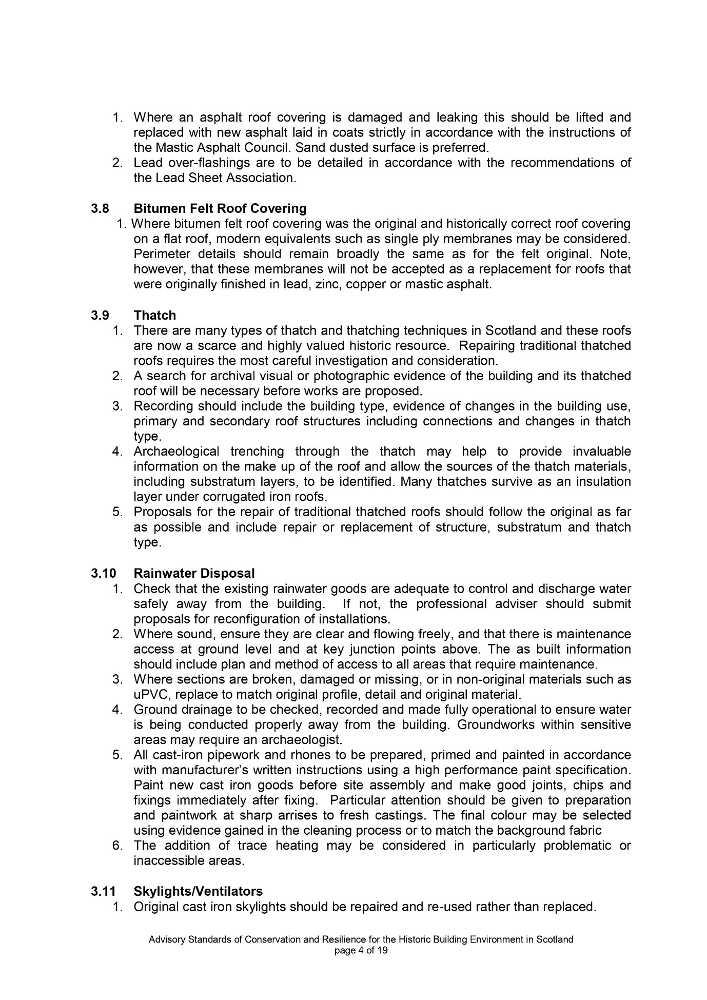 1. Where an asphalt roof covering is damaged and leaking this should be lifted and
replaced with new asphalt laid in coats strictly in accordance with the instructions of
the Mastic Asphalt Council. Sand dusted surface is preferred.
2. Lead over-flashings are to be detailed in accordance with the recommendations of
the Lead Sheet Association.
3.8 Bitumen Felt Roof Covering
1. Where bitumen felt roof covering was the original and historically correct roof covering
on a flat roof, modern equivalents such as single ply membranes may be considered.
Perimeter details should remain broadly the same as for the felt original. Note,
however, that these membranes will not be accepted as a replacement for roofs that
were originally finished in lead, zinc, copper or mastic asphalt.
3.9 Thatch
1. There are many types of thatch and thatching techniques in Scotland and these roofs
are now a scarce and highly valued historic resource. Repairing traditional thatched
roofs requires the most careful investigation and consideration.
2. A search for archival visual or photographic evidence of the building and its thatched
roof will be necessary before works are proposed.
3. Recording should include the building type, evidence of changes in the building use,
primary and secondary roof structures including connections and changes in thatch
type.
4. Archaeological trenching through the thatch may help to provide invaluable
information on the make up of the roof and allow the sources of the thatch materials,
including substratum layers, to be identified. Many thatches survive as an insulation
layer under corrugated iron roofs.
5. Proposals for the repair of traditional thatched roofs should follow the original as far
as possible and include repair or replacement of structure, substratum and thatch
type.
3.10 Rainwater Disposal
1. Check that the existing rainwater goods are adequate to control and discharge water
safely away from the building. If not, the professional adviser should submit
proposals for reconfiguration of installations.
2. Where sound, ensure they are clear and flowing freely, and that there is maintenance
access at ground level and at key junction points above. The as built information
should include plan and method of access to all areas that require maintenance.
3. Where sections are broken, damaged or missing, or in non-original materials such as
uPVC, replace to match original profile, detail and original material.
4. Ground drainage to be checked, recorded and made fully operational to ensure water
is being conducted properly away from the building. Groundworks within sensitive
areas may require an archaeologist.
5. All cast-iron pipework and rhones to be prepared, primed and painted in accordance
with manufacturer’s written instructions using a high performance paint specification.
Paint new cast iron goods before site assembly and make good joints, chips and
fixings immediately after fixing. Particular attention should be given to preparation
and paintwork at sharp arrises to fresh castings. The final colour may be selected
using evidence gained in the cleaning process or to match the background fabric
6. The addition of trace heating may be considered in particularly problematic or
inaccessible areas.
3.11 Skylights/Ventilators
1. Original cast iron skylights should be repaired and re-used rather than replaced.
Advisory Standards of Conservation and Resilience for the Historic Building Environment in Scotland
page 4 of 19